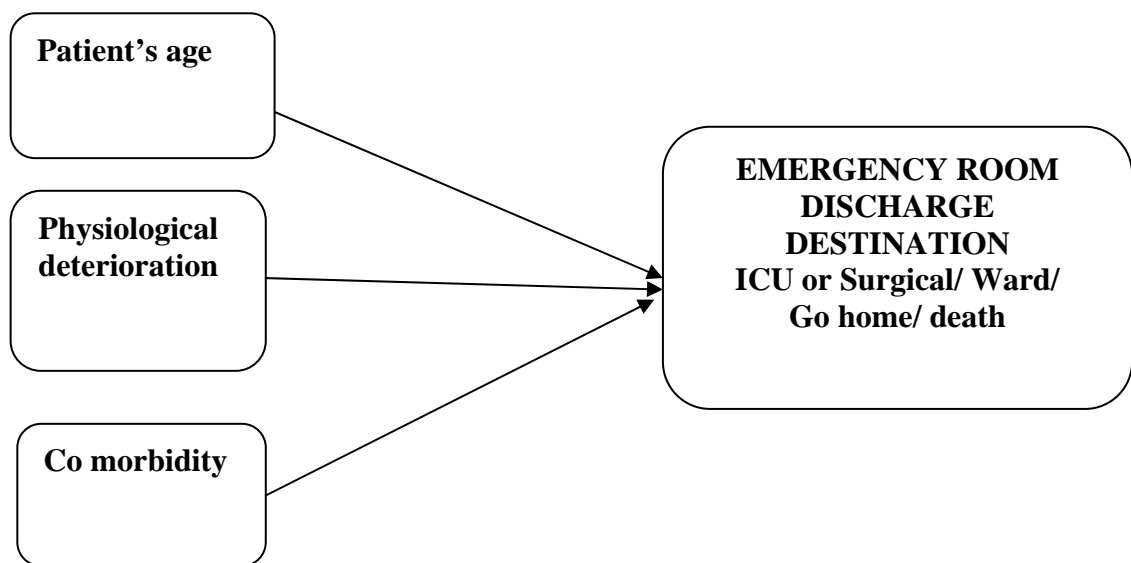 Patient’s age
Physiological
deterioration
Co morbidity
EMERGENCY ROOM
DISCHARGE
DESTINATION
ICU or Surgical/ Ward/
Go home/ death